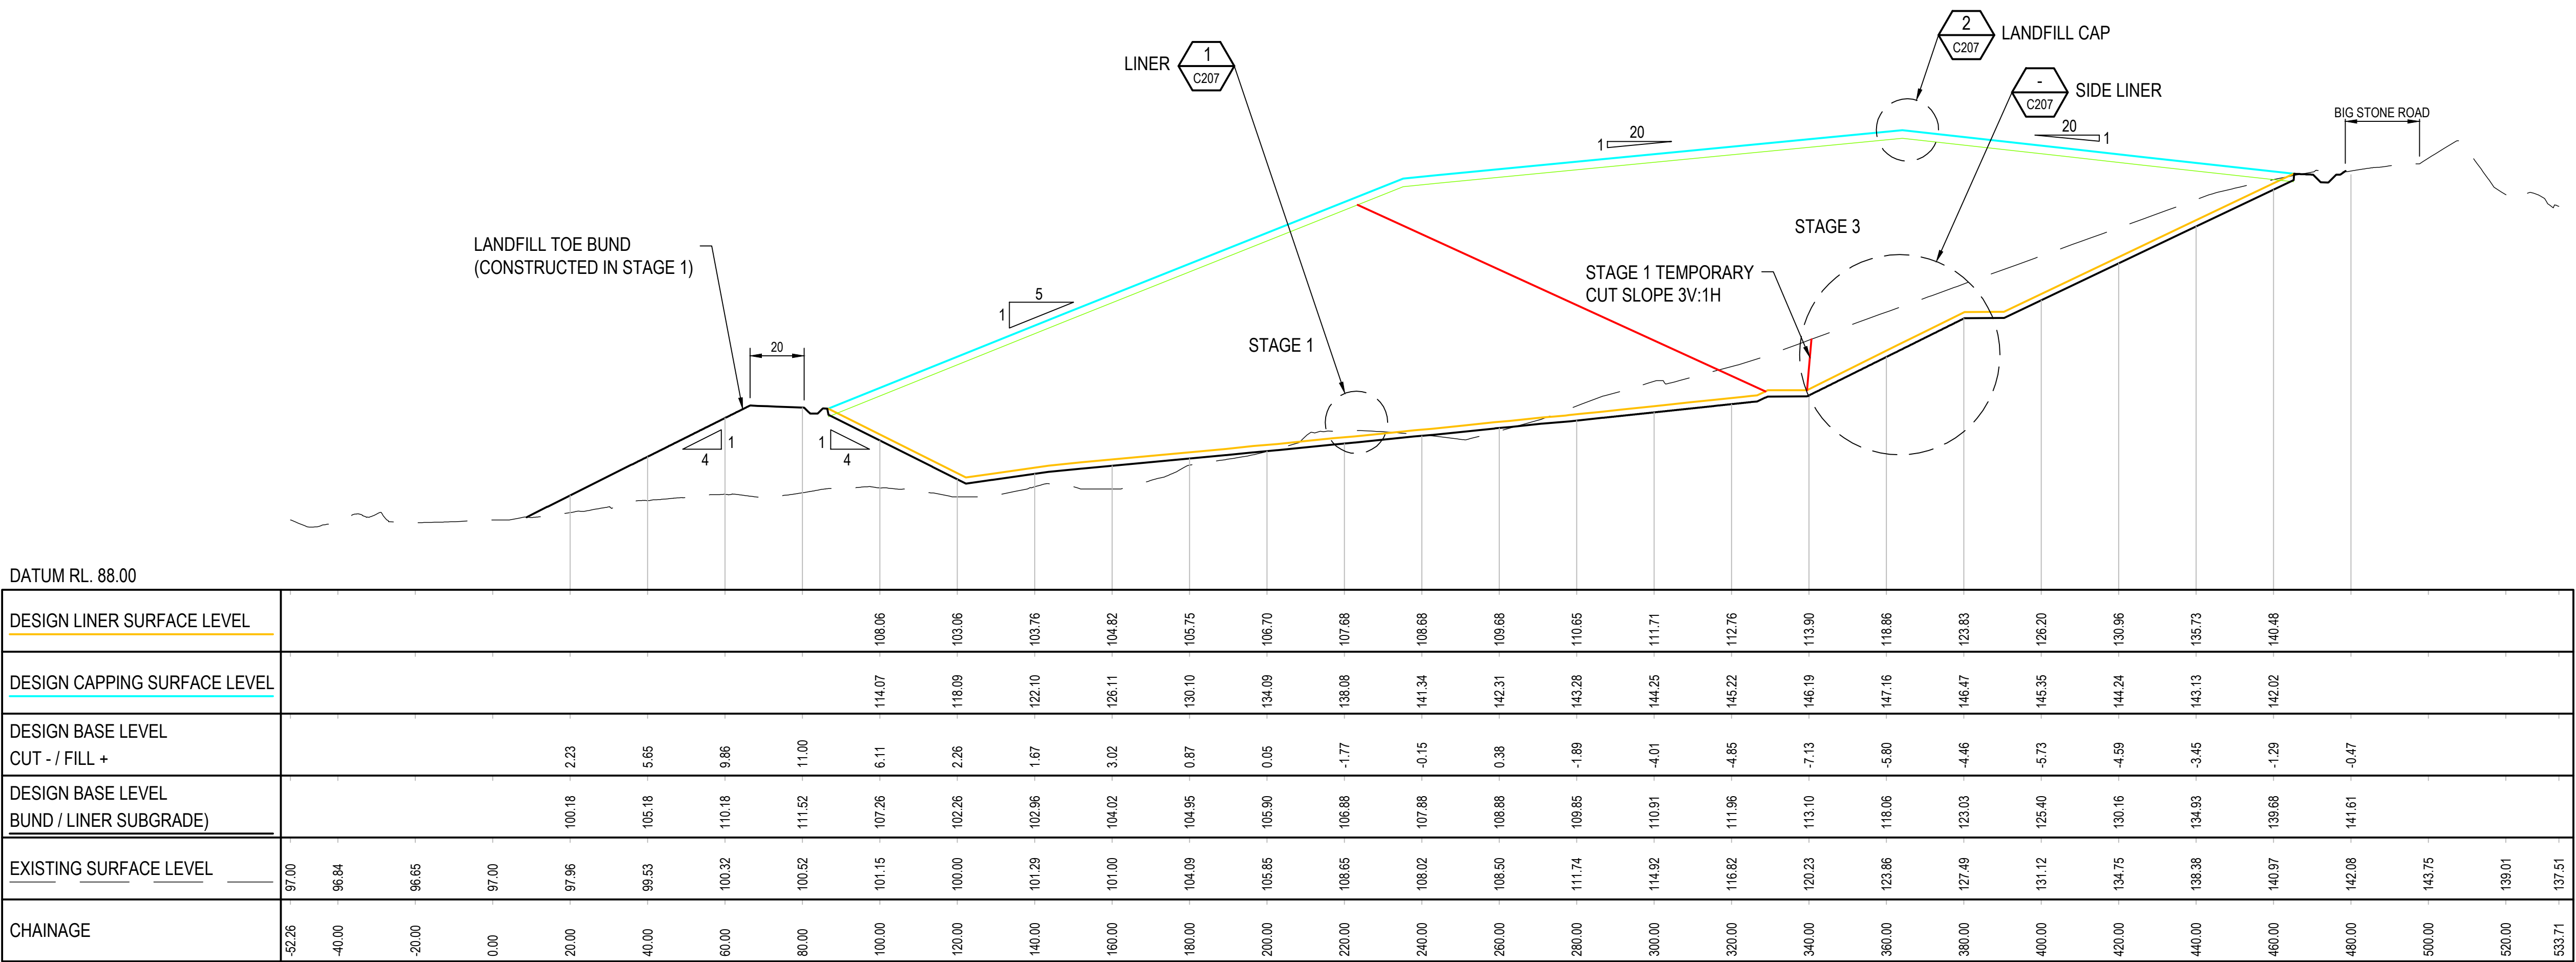 2
C207
LANDFILL CAP
1
C207
LINER
-
C207
SIDE LINER
BIG STONE ROAD
20
1
20
1
STAGE 3
LANDFILL TOE BUND
(CONSTRUCTED IN STAGE 1)
STAGE 1 TEMPORARY
CUT SLOPE 3V:1H
5
1
STAGE 1
20
1
4
1
4
DATUM RL. 88.00
DESIGN LINER SURFACE LEVEL
108.06 103.06 103.76 104.82 105.75 106.70 107.68 108.68 109.68 110.65 111.71 112.76 113.90 118.86 123.83 126.20 130.96 135.73 140.48
DESIGN CAPPING SURFACE LEVEL
114.07 118.09 122.10 126.11 130.10 134.09 138.08 141.34 142.31 143.28 144.25 145.22 146.19 147.16 146.47 145.35 144.24 143.13 142.02
DESIGN BASE LEVEL
CUT - / FILL +
2.23 5.65 9.86 11.00 6.11 2.26 1.67 3.02 0.87 0.05 -1.77 -0.15 0.38 -1.89 -4.01 -4.85 -7.13 -5.80 -4.46 -5.73 -4.59 -3.45 -1.29 -0.47
DESIGN BASE LEVEL
BUND / LINER SUBGRADE)
100.18 105.18 110.18 111.52 107.26 102.26 102.96 104.02 104.95 105.90 106.88 107.88 108.88 109.85 110.91 111.96 113.10 118.06 123.03 125.40 130.16 134.93 139.68 141.61
EXISTING SURFACE LEVEL
97.00 96.84 96.65 97.00 97.96 99.53 100.32 100.52 101.15 100.00 101.29 101.00 104.09 105.85 108.65 108.02 108.50 111.74 114.92 116.82 120.23 123.86 127.49 131.12 134.75 138.38 140.97 142.08 143.75 139.01 137.51
CHAINAGE
-52.26 -40.00 -20.00 0.00 20.00 40.00 60.00 80.00 100.00 120.00 140.00 160.00 180.00 200.00 220.00 240.00 260.00 280.00 300.00 320.00 340.00 360.00 380.00 400.00 420.00 440.00 460.00 480.00 500.00 520.00 533.71